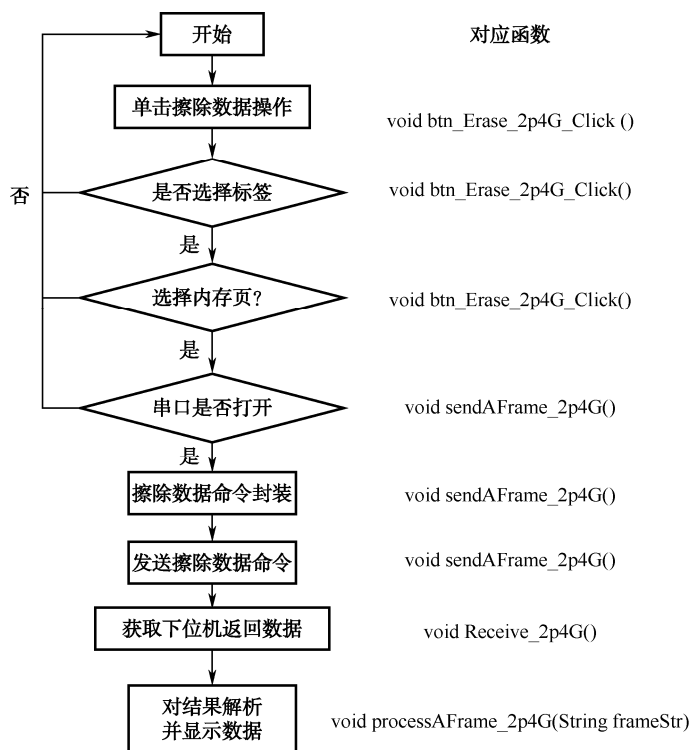 开始
对应函数
单击擦除数据操作
void btn_Erase_2p4G_Click ()
否
是否选择标签
void btn_Erase_2p4G_Click()
是
选择内存页?
void btn_Erase_2p4G_Click()
是
串口是否打开
void sendAFrame_2p4G()
是
擦除数据命令封装
void sendAFrame_2p4G()
发送擦除数据命令
void sendAFrame_2p4G()
获取下位机返回数据
void Receive_2p4G()
对结果解析
并显示数据
void processAFrame_2p4G(String frameStr)